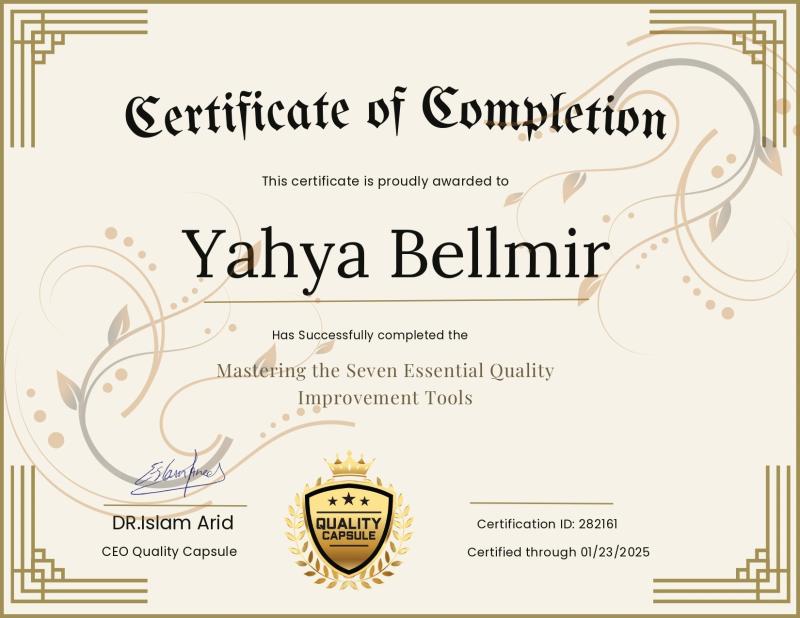 Certificate of Completion
This certificate is proudly awarded to
Yahya Bellmir
Has Successfully completed the
Mastering the Seven Essential Quality
Improvement Tools
DR.Islam Arid
CEO Quality Capsule
QUALITY
CAPSULE
Certification ID: 282161
Certified through 01/23/2025